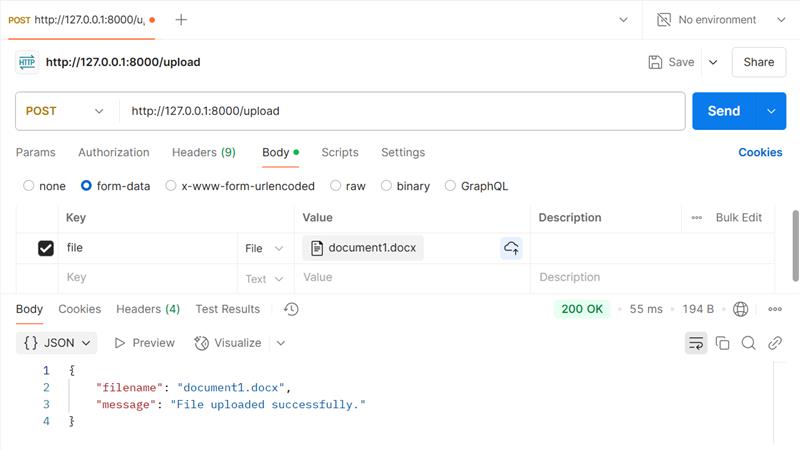 POST http://127.0.0.1:8000/u, No environment
HTTP http://127.0.0.1:8000/upload Save Share
POST http://127.0.0.1:8000/upload Send
Params Authorization Headers (9) Body Scripts Settings Cookies
none form-data x-www-form-urlencoded raw binary GraphQL
Key Value Description Bulk Edit
file File document1.docx
Key Text Value Description
Body Cookies Headers (4) Test Results 200 OK 55 ms 194 B
{} JSON Preview Visualize
1 {
2 "filename": "document1.docx",
3 "message": "File uploaded successfully."
4 }